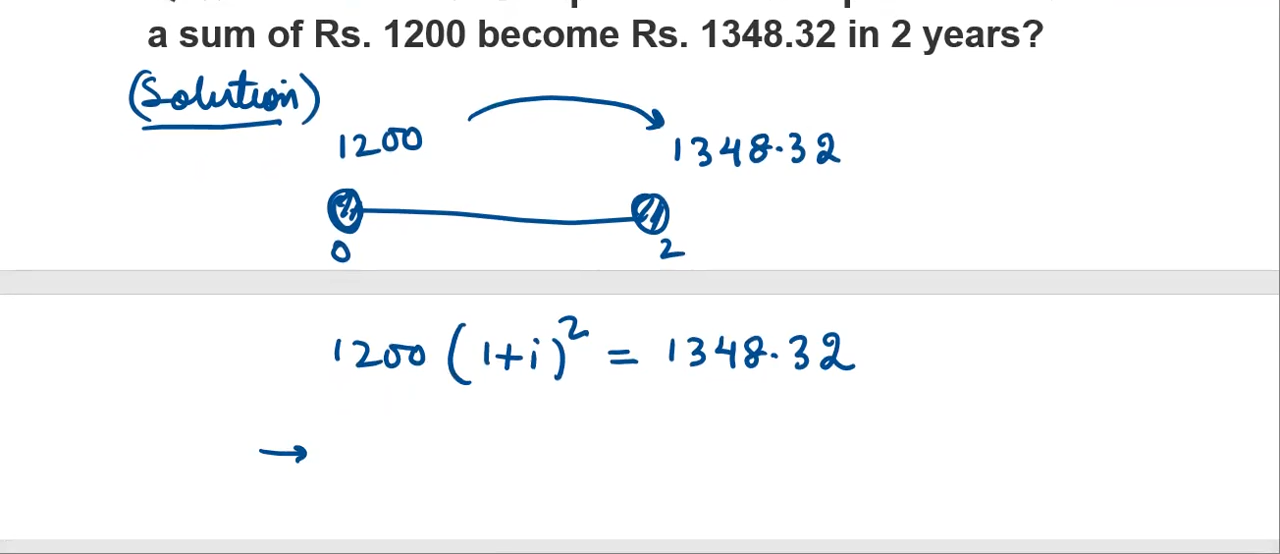 a sum of Rs. 1200 become Rs. 1348.32 in 2 years?
(Solution)
1200 1348.32
0 2
1200 (1+i)² = 1348.32
→